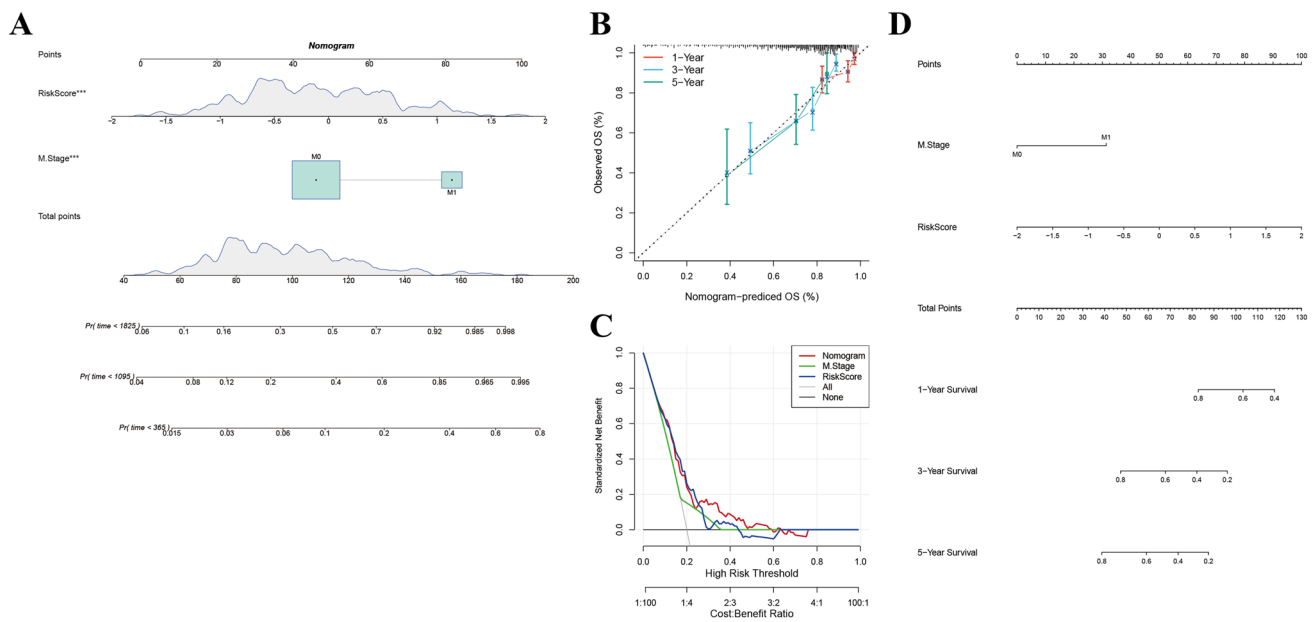 A
Nomogram
Points
0 20 40 60 80 100
RiskScore***
−2 −1.5 −1 −0.5 0 0.5 1 1.5 2
M.Stage***
M0
M1
Total points
40 60 80 100 120 140 160 180 200
Pr( time < 1825 )
0.06 0.1 0.16 0.3 0.5 0.7 0.92 0.985 0.998
Pr( time < 1095 )
0.04 0.08 0.12 0.2 0.4 0.6 0.85 0.965 0.995
Pr( time < 365 )
0.015 0.03 0.06 0.1 0.2 0.4 0.6 0.8
B
1−Year
3−Year
5−Year
Observed OS (%)
1.0
0.8
0.6
0.4
0.2
0.0
0.0 0.2 0.4 0.6 0.8 1.0
Nomogram−prediced OS (%)
C
Nomogram
M.Stage
RiskScore
All
None
Standardized Net Benefit
1.0
0.8
0.6
0.4
0.2
0.0
0.0 0.2 0.4 0.6 0.8 1.0
High Risk Threshold
1:100 1:4 2:3 3:2 4:1 100:1
Cost:Benefit Ratio
D
Points
0 10 20 30 40 50 60 70 80 90 100
M.Stage
M1
M0
RiskScore
−2 −1.5 −1 −0.5 0 0.5 1 1.5 2
Total Points
0 10 20 30 40 50 60 70 80 90 100 110 120 130
1−Year Survival
0.8 0.6 0.4
3−Year Survival
0.8 0.6 0.4 0.2
5−Year Survival
0.8 0.6 0.4 0.2